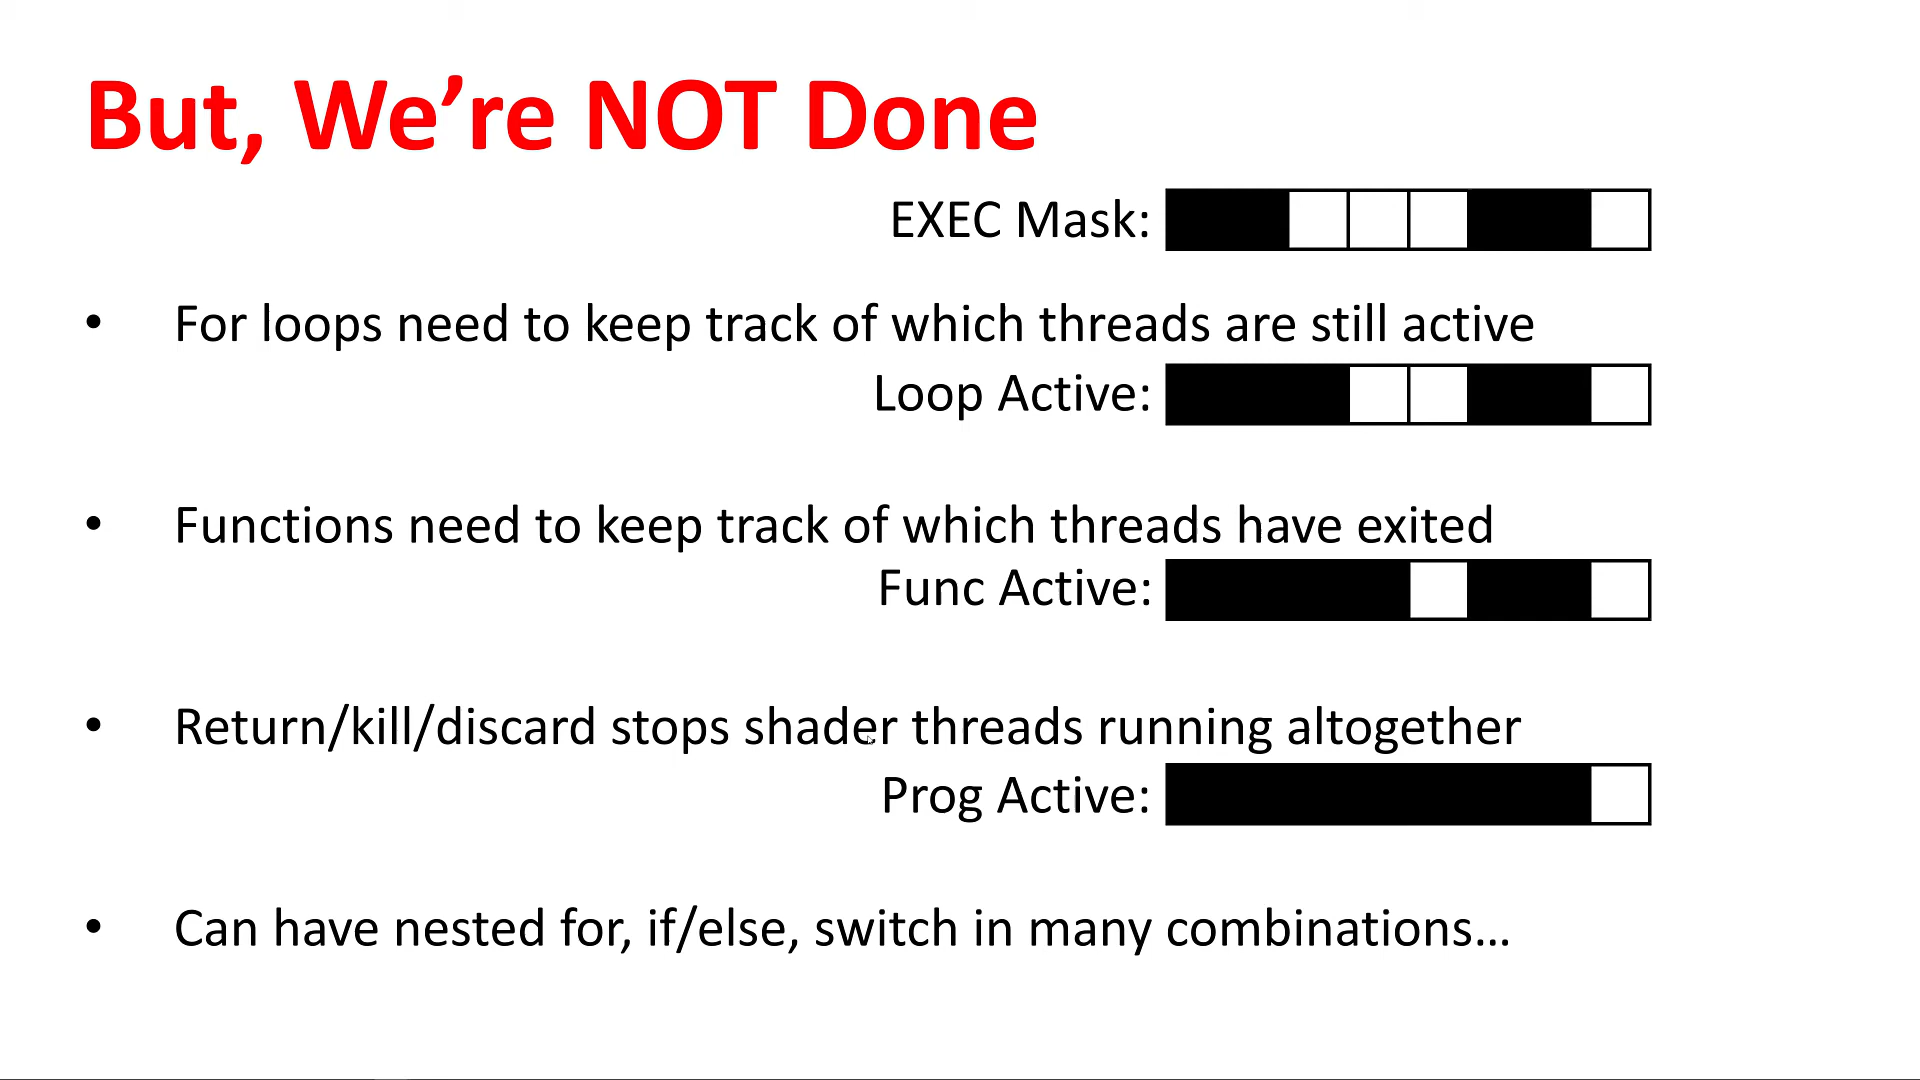 But, We’re NOT Done
EXEC Mask:
• For loops need to keep track of which threads are still active
Loop Active:
• Functions need to keep track of which threads have exited
Func Active:
• Return/kill/discard stops shader threads running altogether
Prog Active:
• Can have nested for, if/else, switch in many combinations…